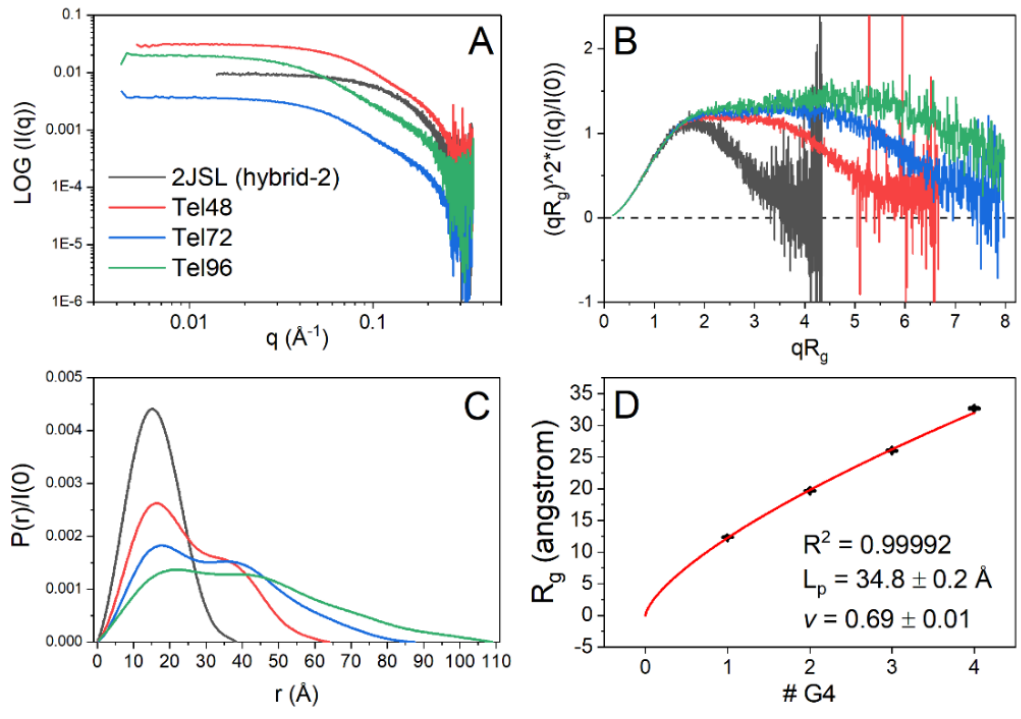 A
LOG (I(q))
0.1
0.01
0.001
1E-4
1E-5
1E-6
2JSL (hybrid-2)
Tel48
Tel72
Tel96
0.01
0.1
q (Å-1)
B
(qRg)^2*(I(q)/I(0))
2
1
0
-1
0 1 2 3 4 5 6 7 8
qRg
C
P(r)/I(0)
0.005
0.004
0.003
0.002
0.001
0.000
0 10 20 30 40 50 60 70 80 90 100 110
r (Å)
D
Rg (angstrom)
35
30
25
20
15
10
5
0
-5
R2 = 0.99992
Lp = 34.8 ± 0.2 Å
v = 0.69 ± 0.01
0 1 2 3 4
# G4